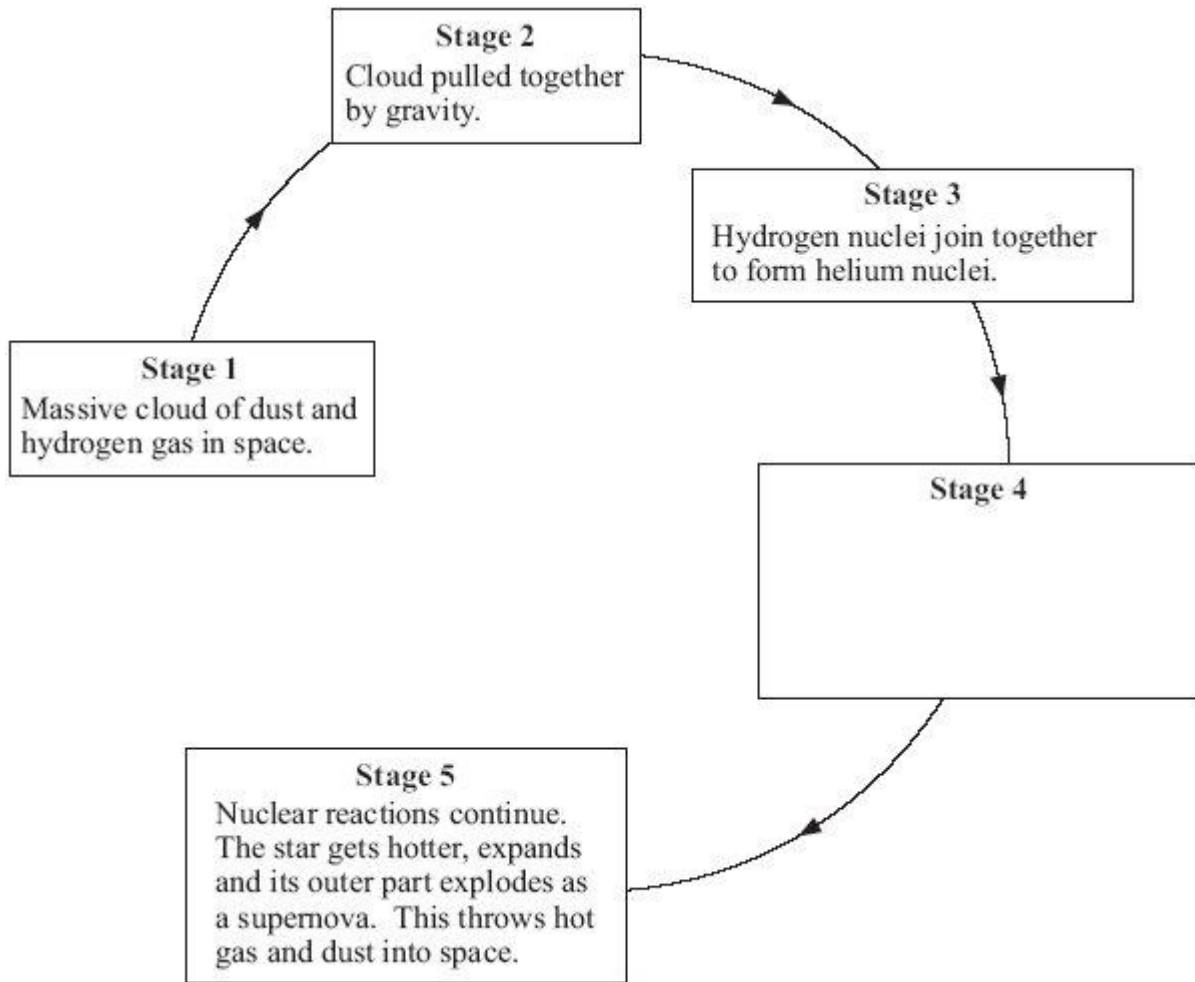 Stage 1
Massive cloud of dust and
hydrogen gas in space.
Stage 2
Cloud pulled together
by gravity.
Stage 3
Hydrogen nuclei join together
to form helium nuclei.
Stage 4
Stage 5
Nuclear reactions continue.
The star gets hotter, expands
and its outer part explodes as
a supernova. This throws hot
gas and dust into space.